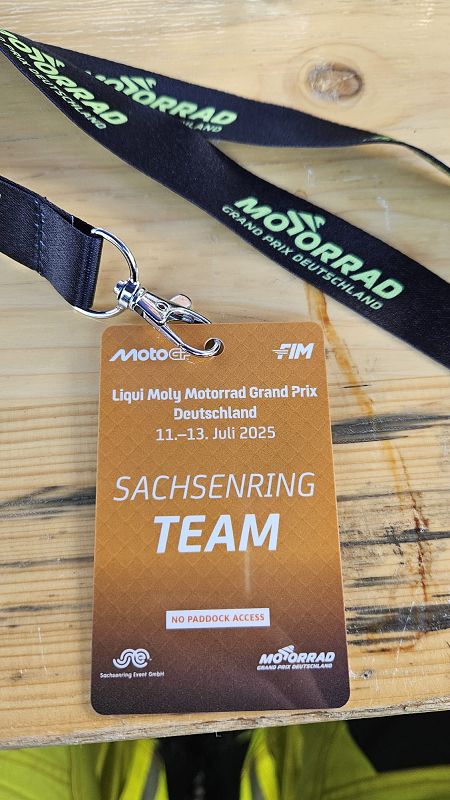 MOTORRAD
MOTORRAD
GRAND PRIX DEUTSCHLAND
MOTORRAD
GRAND PRIX DEUTSCHLAND
MotoGP
FIM
Liqui Moly Motorrad Grand Prix
Deutschland
11.–13. Juli 2025
SACHSENRING
TEAM
NO PADDOCK ACCESS
Sachsenring Event GmbH
MOTORRAD
GRAND PRIX DEUTSCHLAND